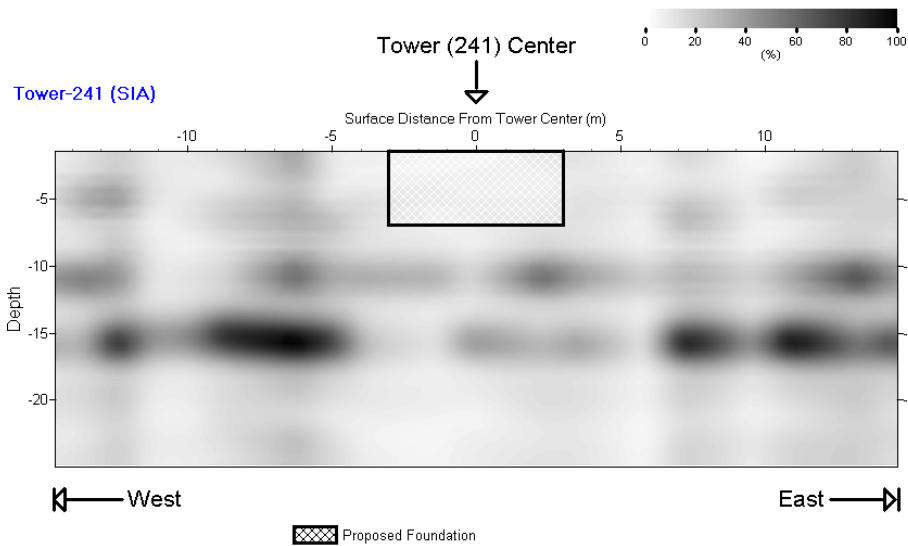 0 20 40 60 80 100
(%)
Tower (241) Center
Tower-241 (SIA)
Surface Distance From Tower Center (m)
-10 -5 0 5 10
Depth
-5
-10
-15
-20
West
East
Proposed Foundation